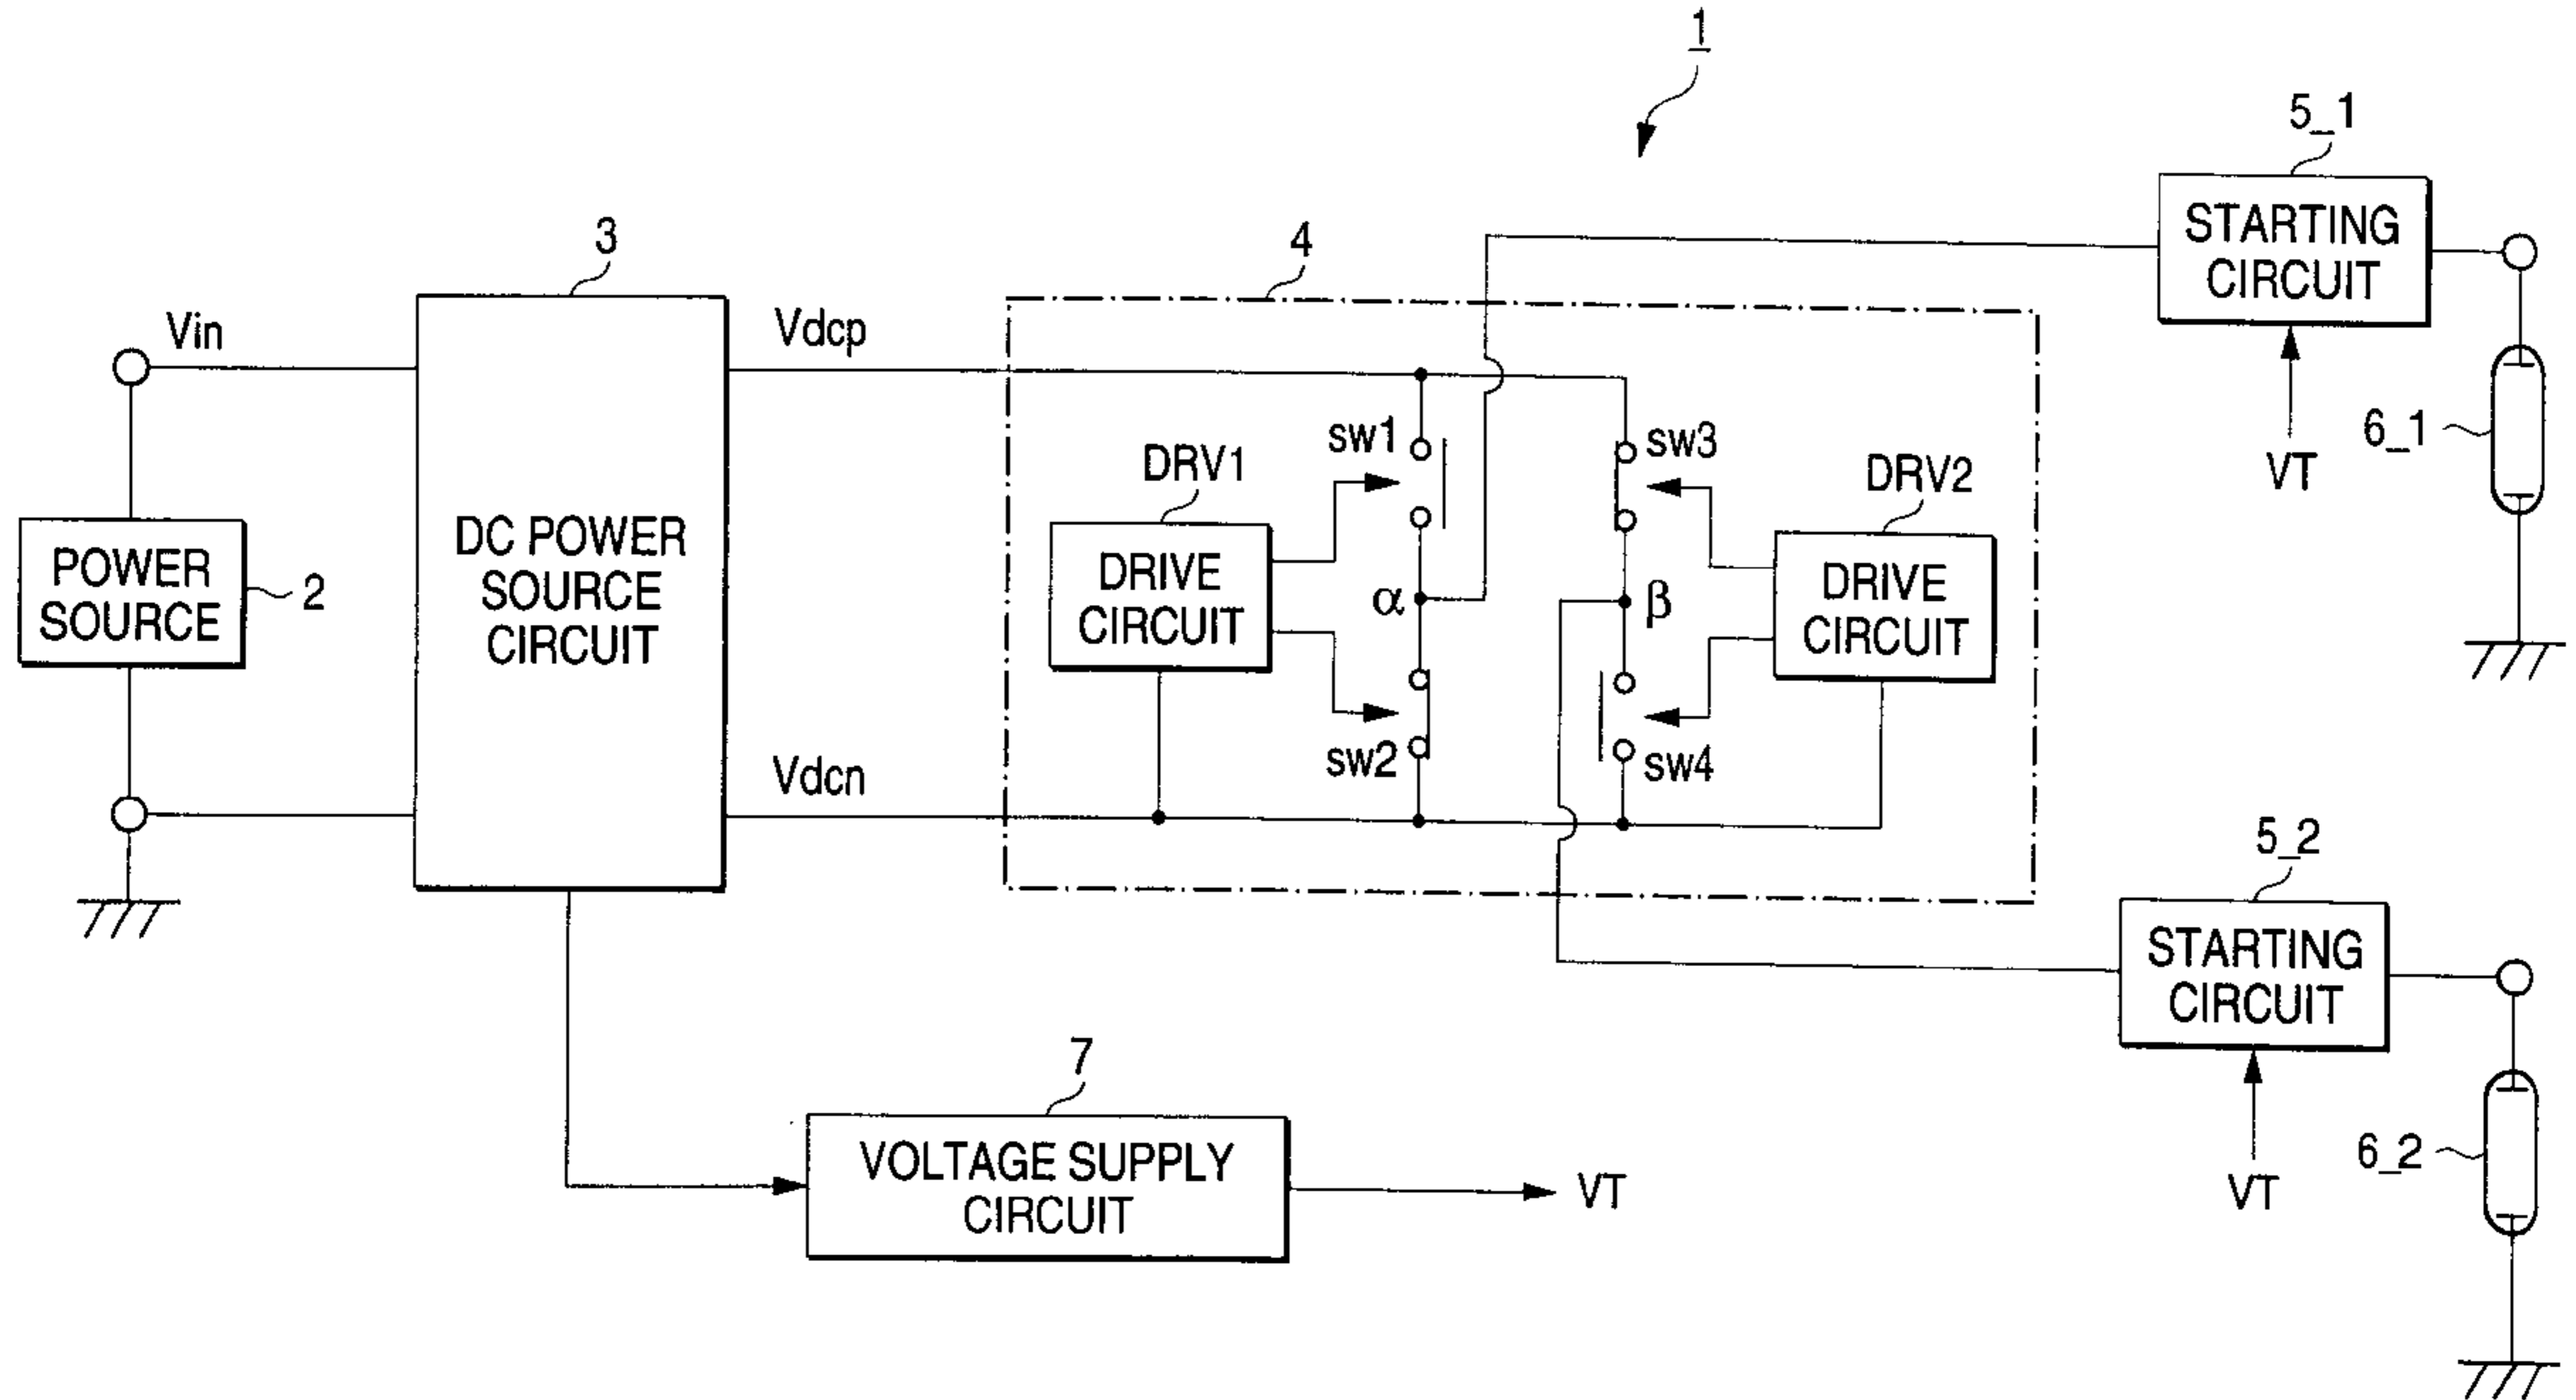 1
5_1
STARTING
CIRCUIT
VT
6_1
3
4
Vin
Vdcp
POWER
SOURCE
2
DC POWER
SOURCE
CIRCUIT
DRV1
DRIVE
CIRCUIT
sw1
α
sw2
sw3
β
sw4
DRV2
DRIVE
CIRCUIT
Vdcn
5_2
STARTING
CIRCUIT
VT
6_2
7
VOLTAGE SUPPLY
CIRCUIT
VT